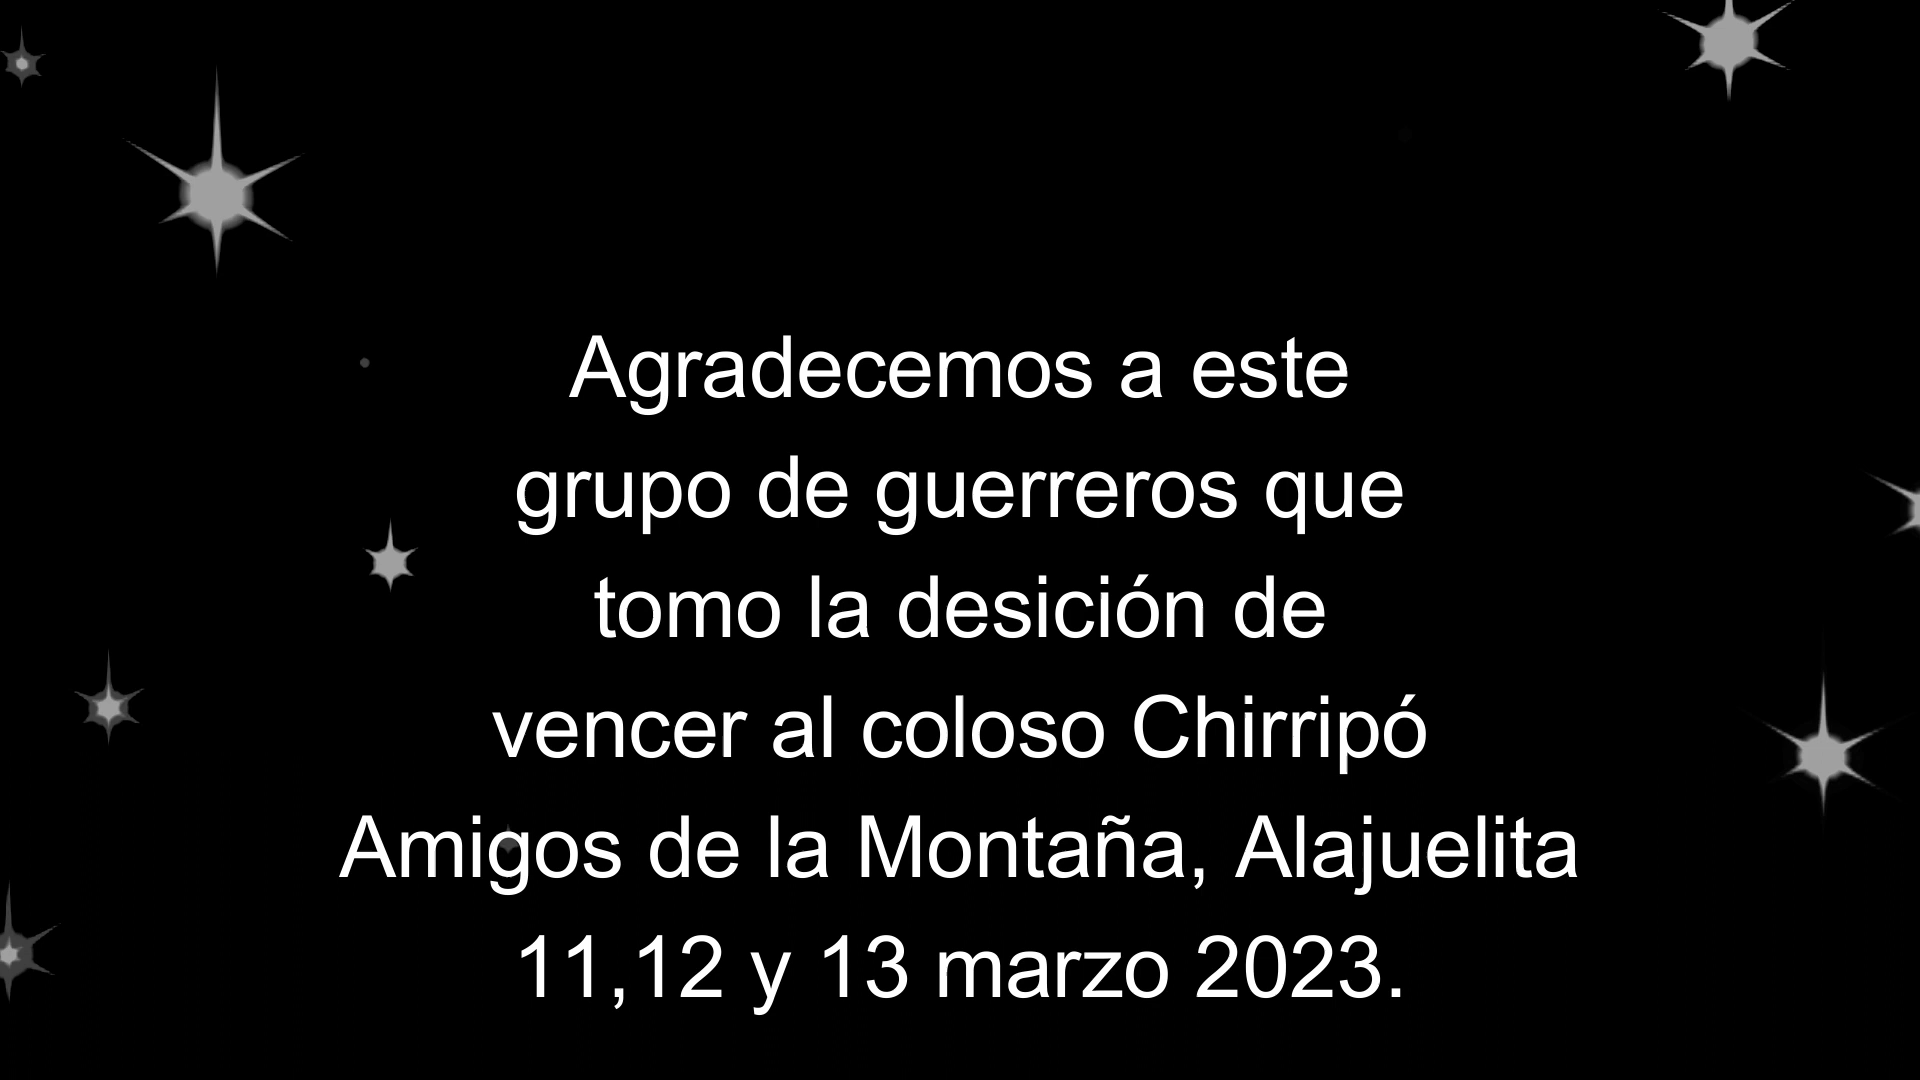 Agradecemos a este
grupo de guerreros que
tomo la desición de
vencer al coloso Chirripó
Amigos de la Montaña, Alajuelita
11,12 y 13 marzo 2023.